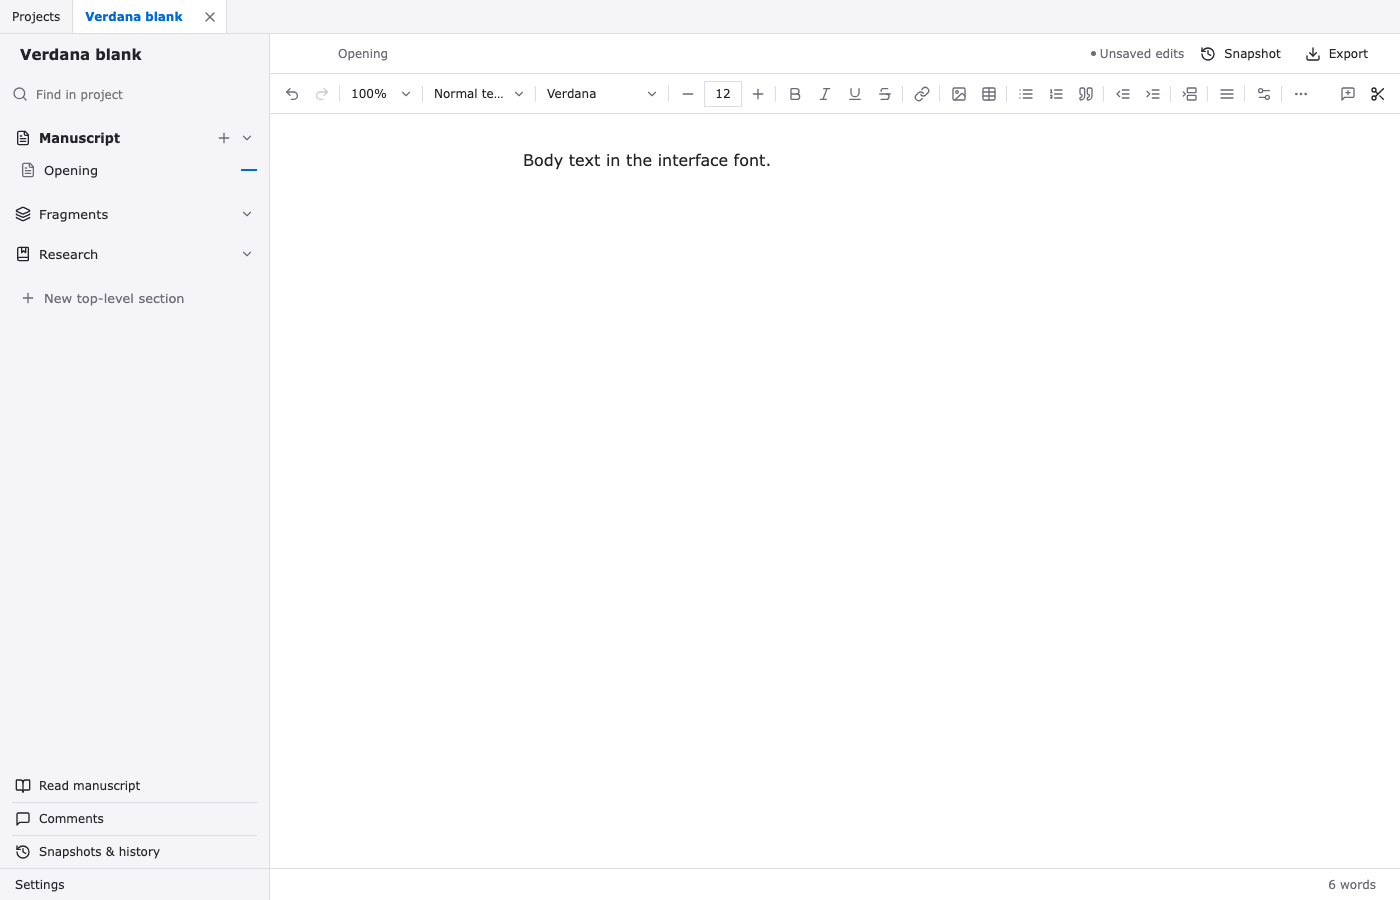 Projects
Verdana blank
Verdana blank
Opening
Unsaved edits
Snapshot
Export
Find in project
100%
Normal te...
Verdana
12
Manuscript
Opening
Body text in the interface font.
Fragments
Research
New top-level section
Read manuscript
Comments
Snapshots & history
Settings
6 words